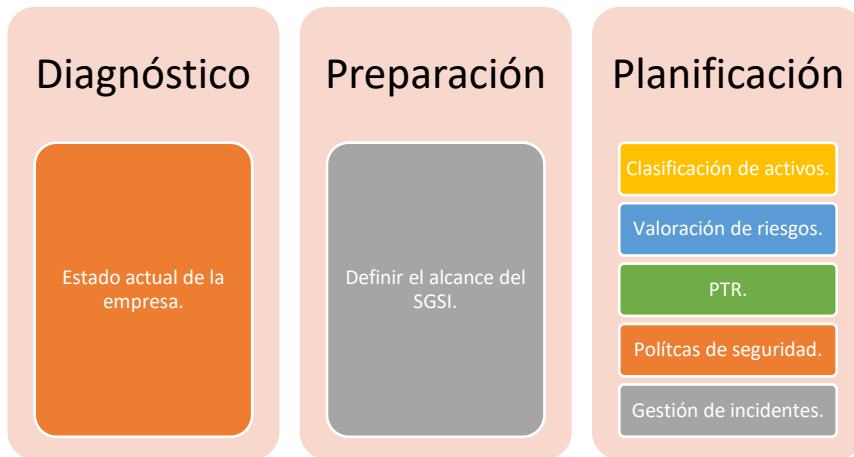 Diagnóstico
Estado actual de la
empresa.
Preparación
Definir el alcance del
SGSI.
Planificación
Clasificación de activos.
Valoración de riesgos.
PTR.
Polítcas de seguridad.
Gestión de incidentes.